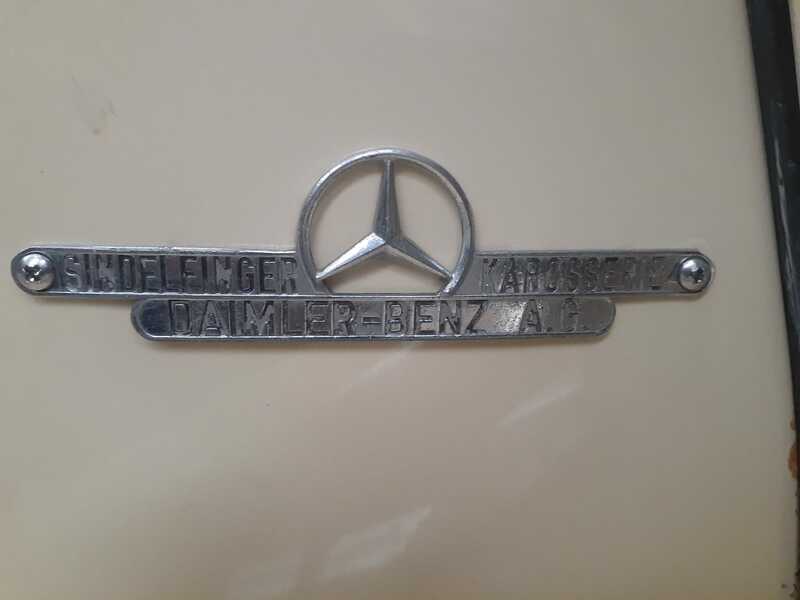 SINDELFINGER KAROSSERIE
DAIMLER-BENZ A.G.